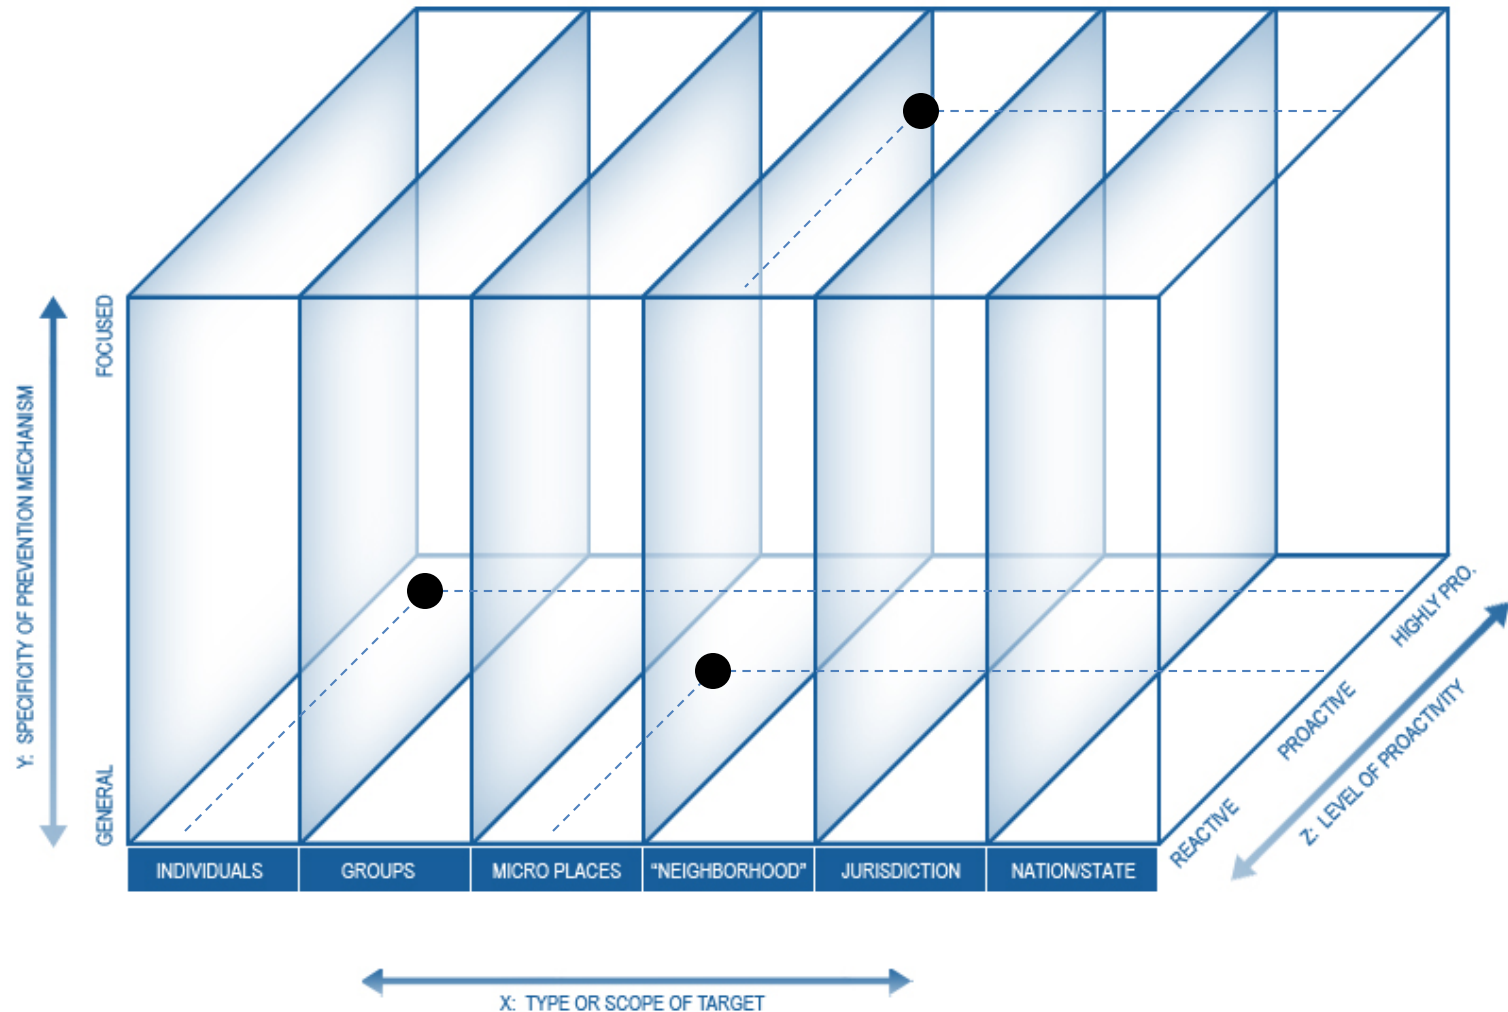 FOCUSED
Y: SPECIFICITY OF PREVENTION MECHANISM
GENERAL
HIGHLY PRO.
PROACTIVE
REACTIVE
Z: LEVEL OF PROACTIVITY
INDIVIDUALS
GROUPS
MICRO PLACES
“NEIGHBORHOOD”
JURISDICTION
NATION/STATE
X: TYPE OR SCOPE OF TARGET